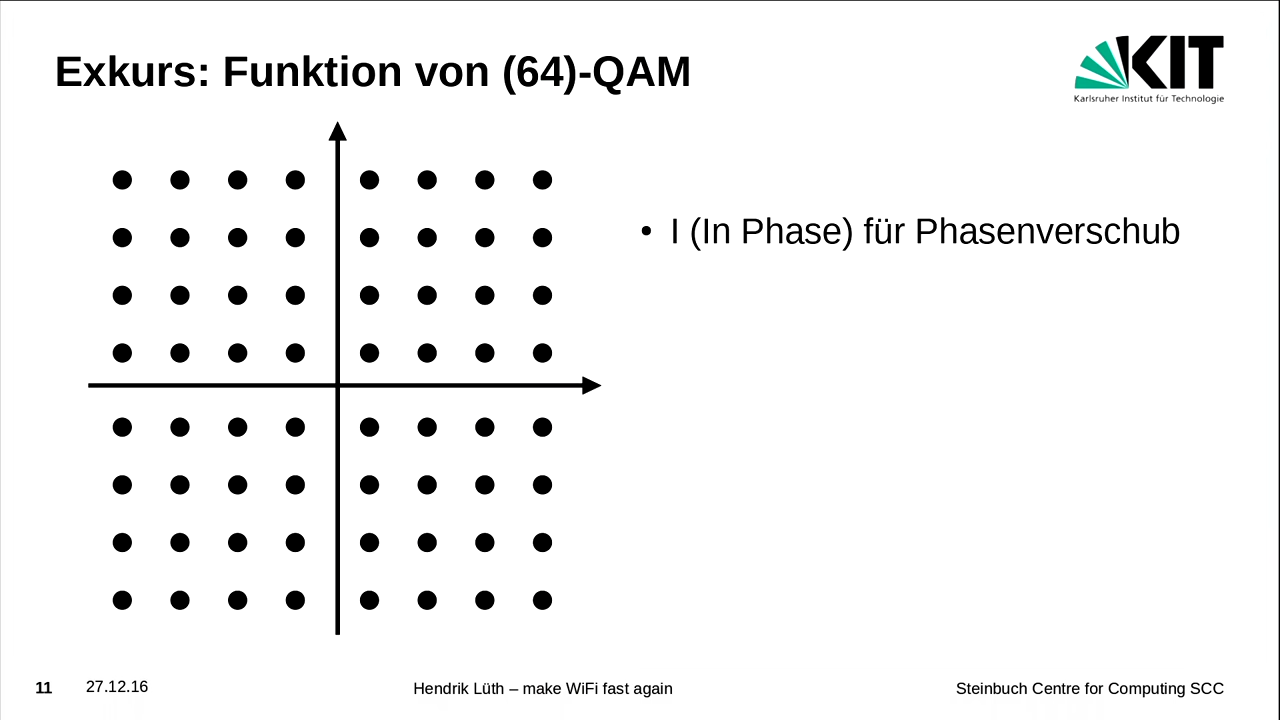 Exkurs: Funktion von (64)-QAM
KIT
Karlsruher Institut für Technologie
• I (In Phase) für Phasenverschub
11
27.12.16
Hendrik Lüth – make WiFi fast again
Steinbuch Centre for Computing SCC